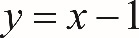 y = x − 1